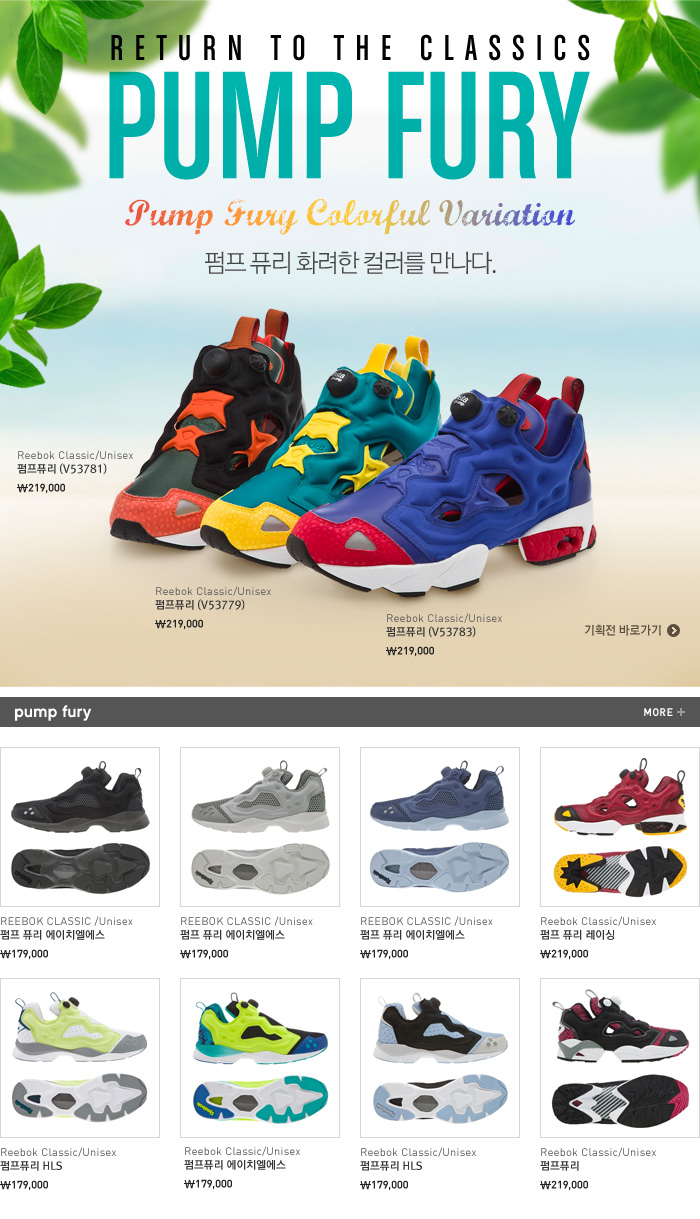 RETURN TO THE CLASSICS
PUMP FURY
Pump Fury Colorful Variation
펌프 퓨리 화려한 컬러를 만나다.
Reebok Classic/Unisex
펌프퓨리 (V53781)
₩219,000
Reebok Classic/Unisex
펌프퓨리 (V53779)
₩219,000
Reebok Classic/Unisex
펌프퓨리 (V53783)
₩219,000
기획전 바로가기
pump fury
MORE +
REEBOK CLASSIC /Unisex
펌프 퓨리 에이치엘에스
₩179,000
REEBOK CLASSIC /Unisex
펌프 퓨리 에이치엘에스
₩179,000
REEBOK CLASSIC /Unisex
펌프 퓨리 에이치엘에스
₩179,000
Reebok Classic/Unisex
펌프 퓨리 레이싱
₩219,000
Reebok Classic/Unisex
펌프퓨리 HLS
₩179,000
Reebok Classic/Unisex
펌프퓨리 에이치엘에스
₩179,000
Reebok Classic/Unisex
펌프퓨리 HLS
₩179,000
Reebok Classic/Unisex
펌프퓨리
₩219,000